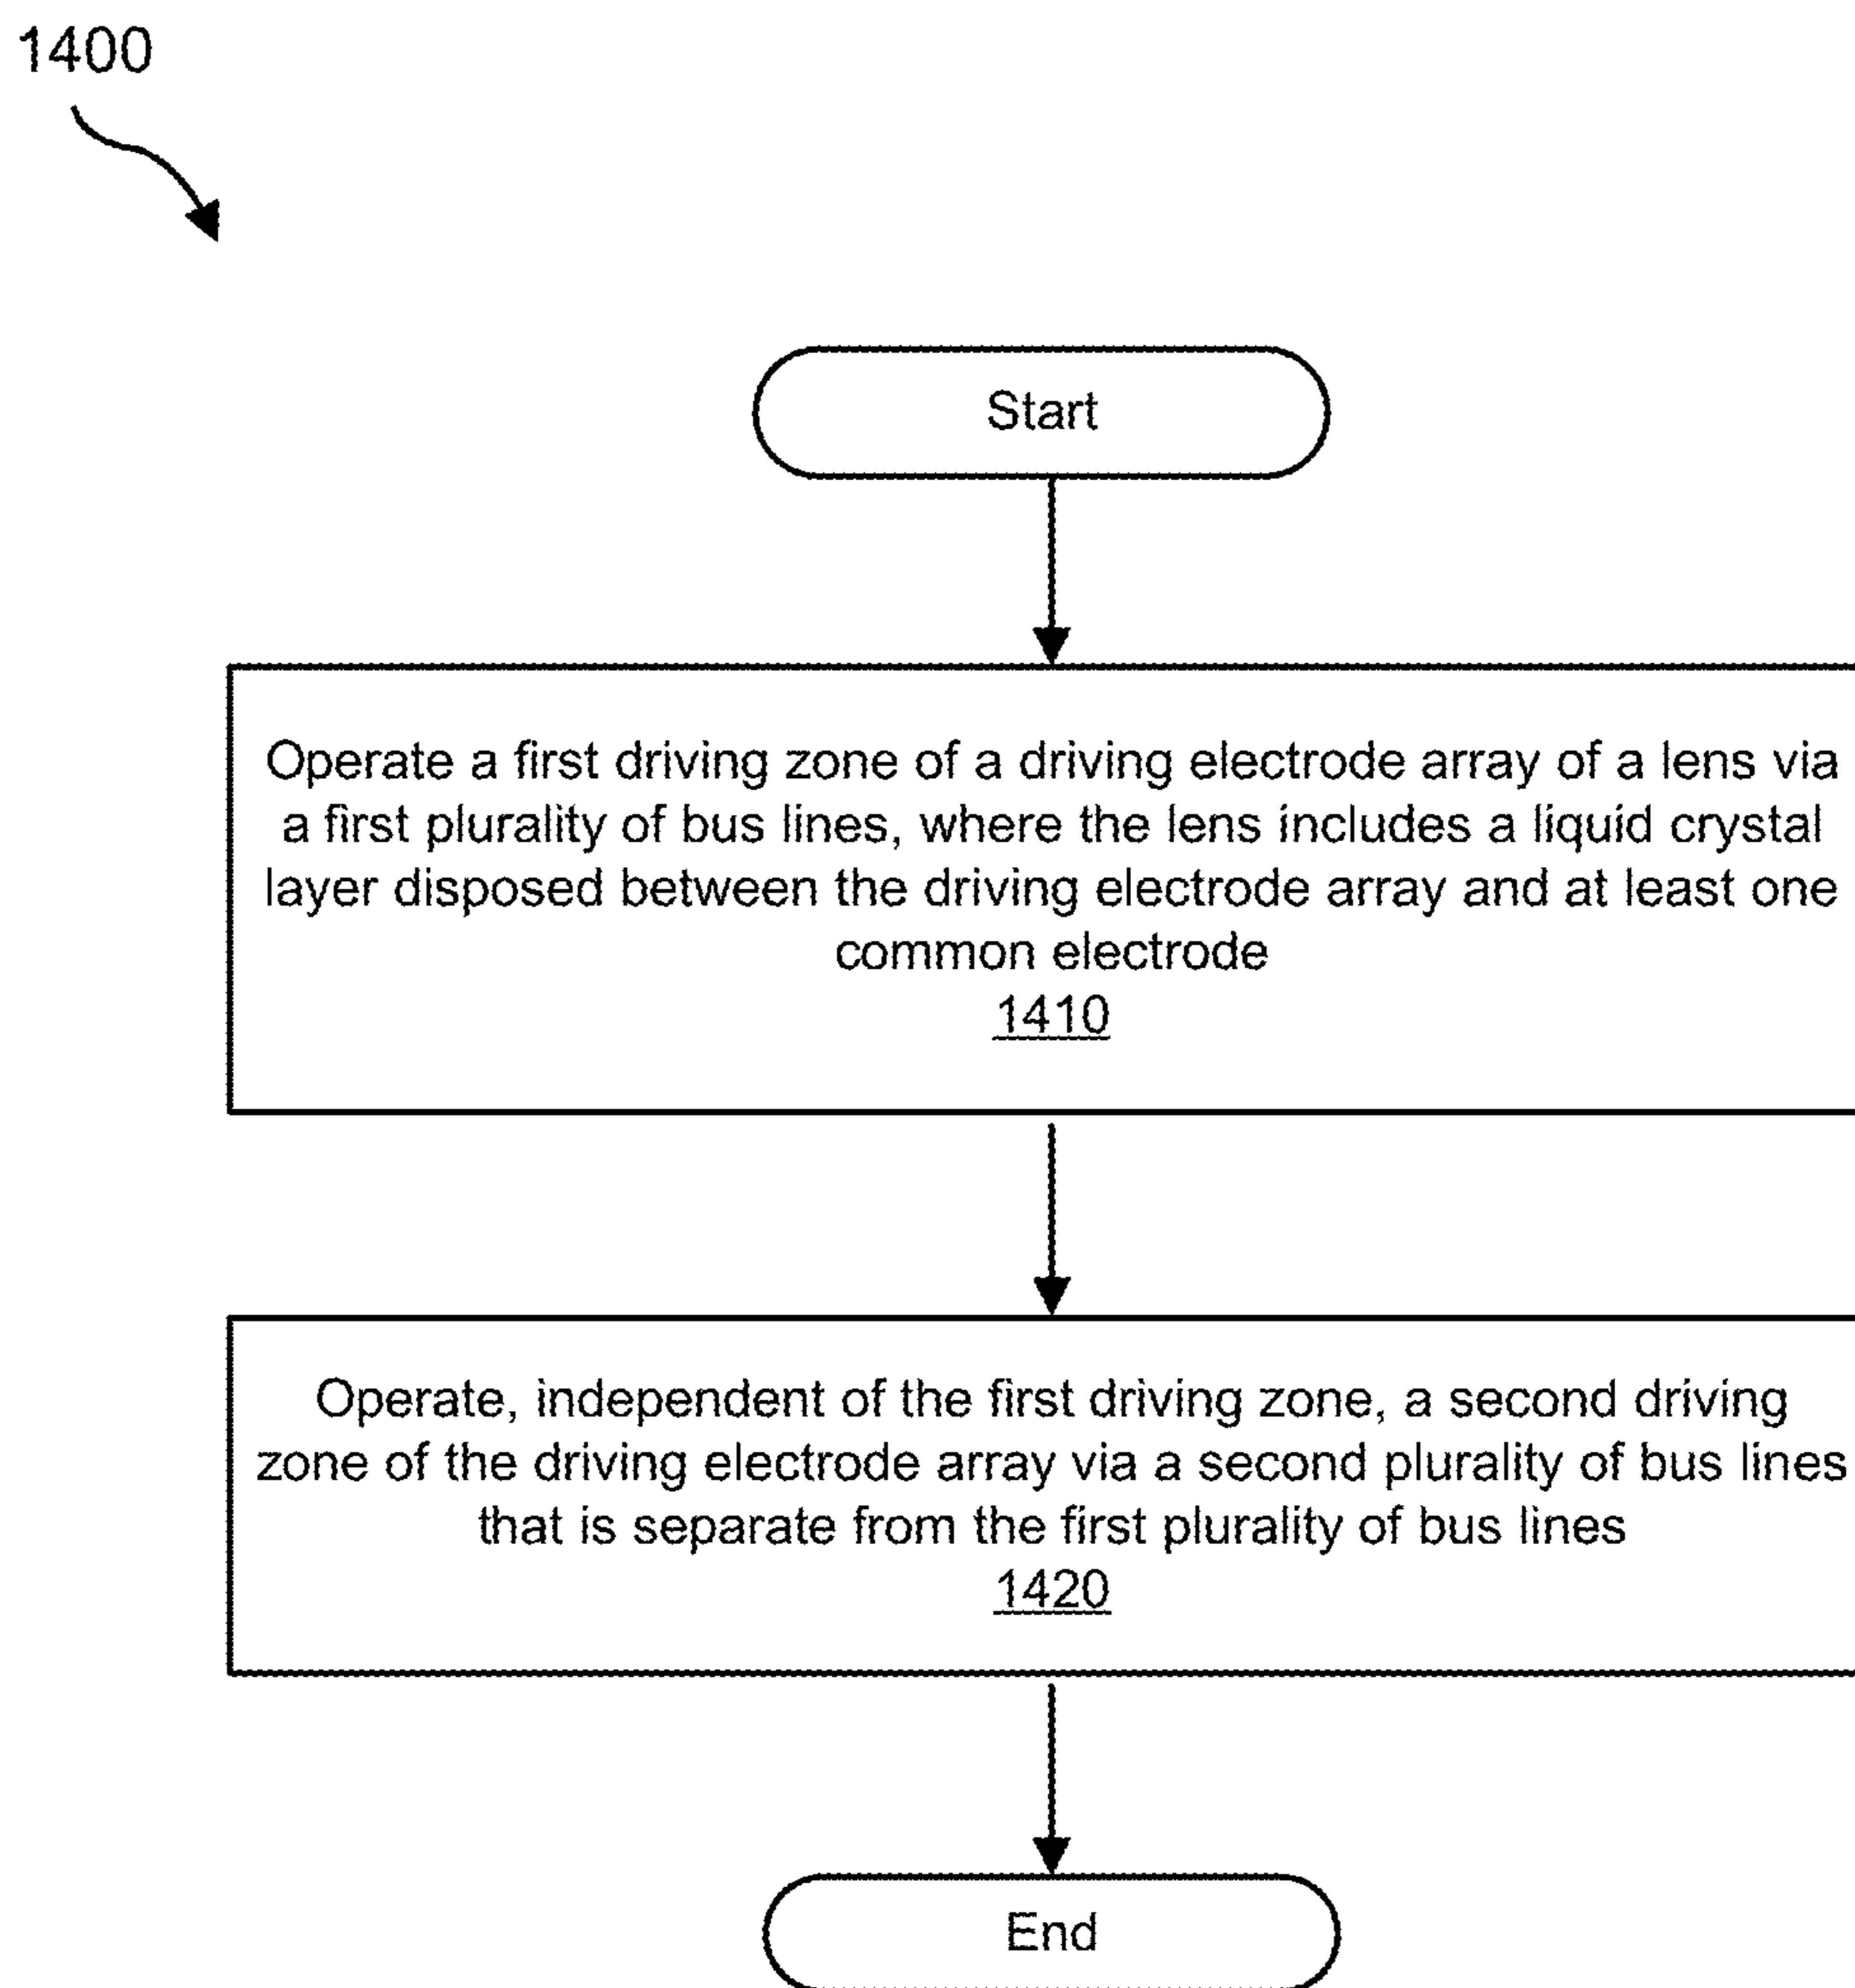 1400
Start
Operate a first driving zone of a driving electrode array of a lens via
a first plurality of bus lines, where the lens includes a liquid crystal
layer disposed between the driving electrode array and at least one
common electrode
1410
Operate, independent of the first driving zone, a second driving
zone of the driving electrode array via a second plurality of bus lines
that is separate from the first plurality of bus lines
1420
End